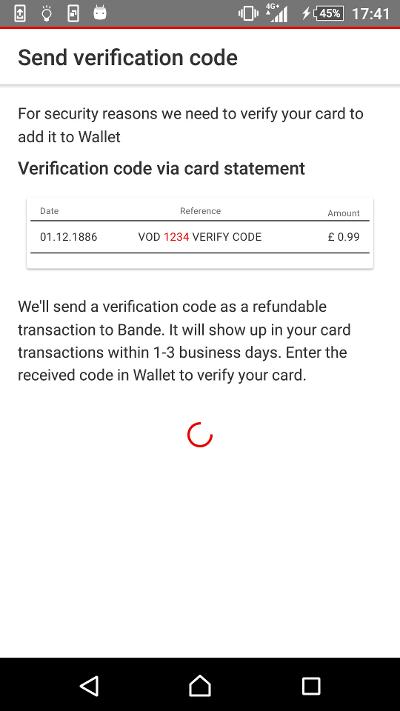 4G+ 45% 17:41
Send verification code
For security reasons we need to verify your card to
add it to Wallet
Verification code via card statement
Date Reference Amount
01.12.1886 VOD 1234 VERIFY CODE £ 0.99
We'll send a verification code as a refundable
transaction to Bande. It will show up in your card
transactions within 1-3 business days. Enter the
received code in Wallet to verify your card.